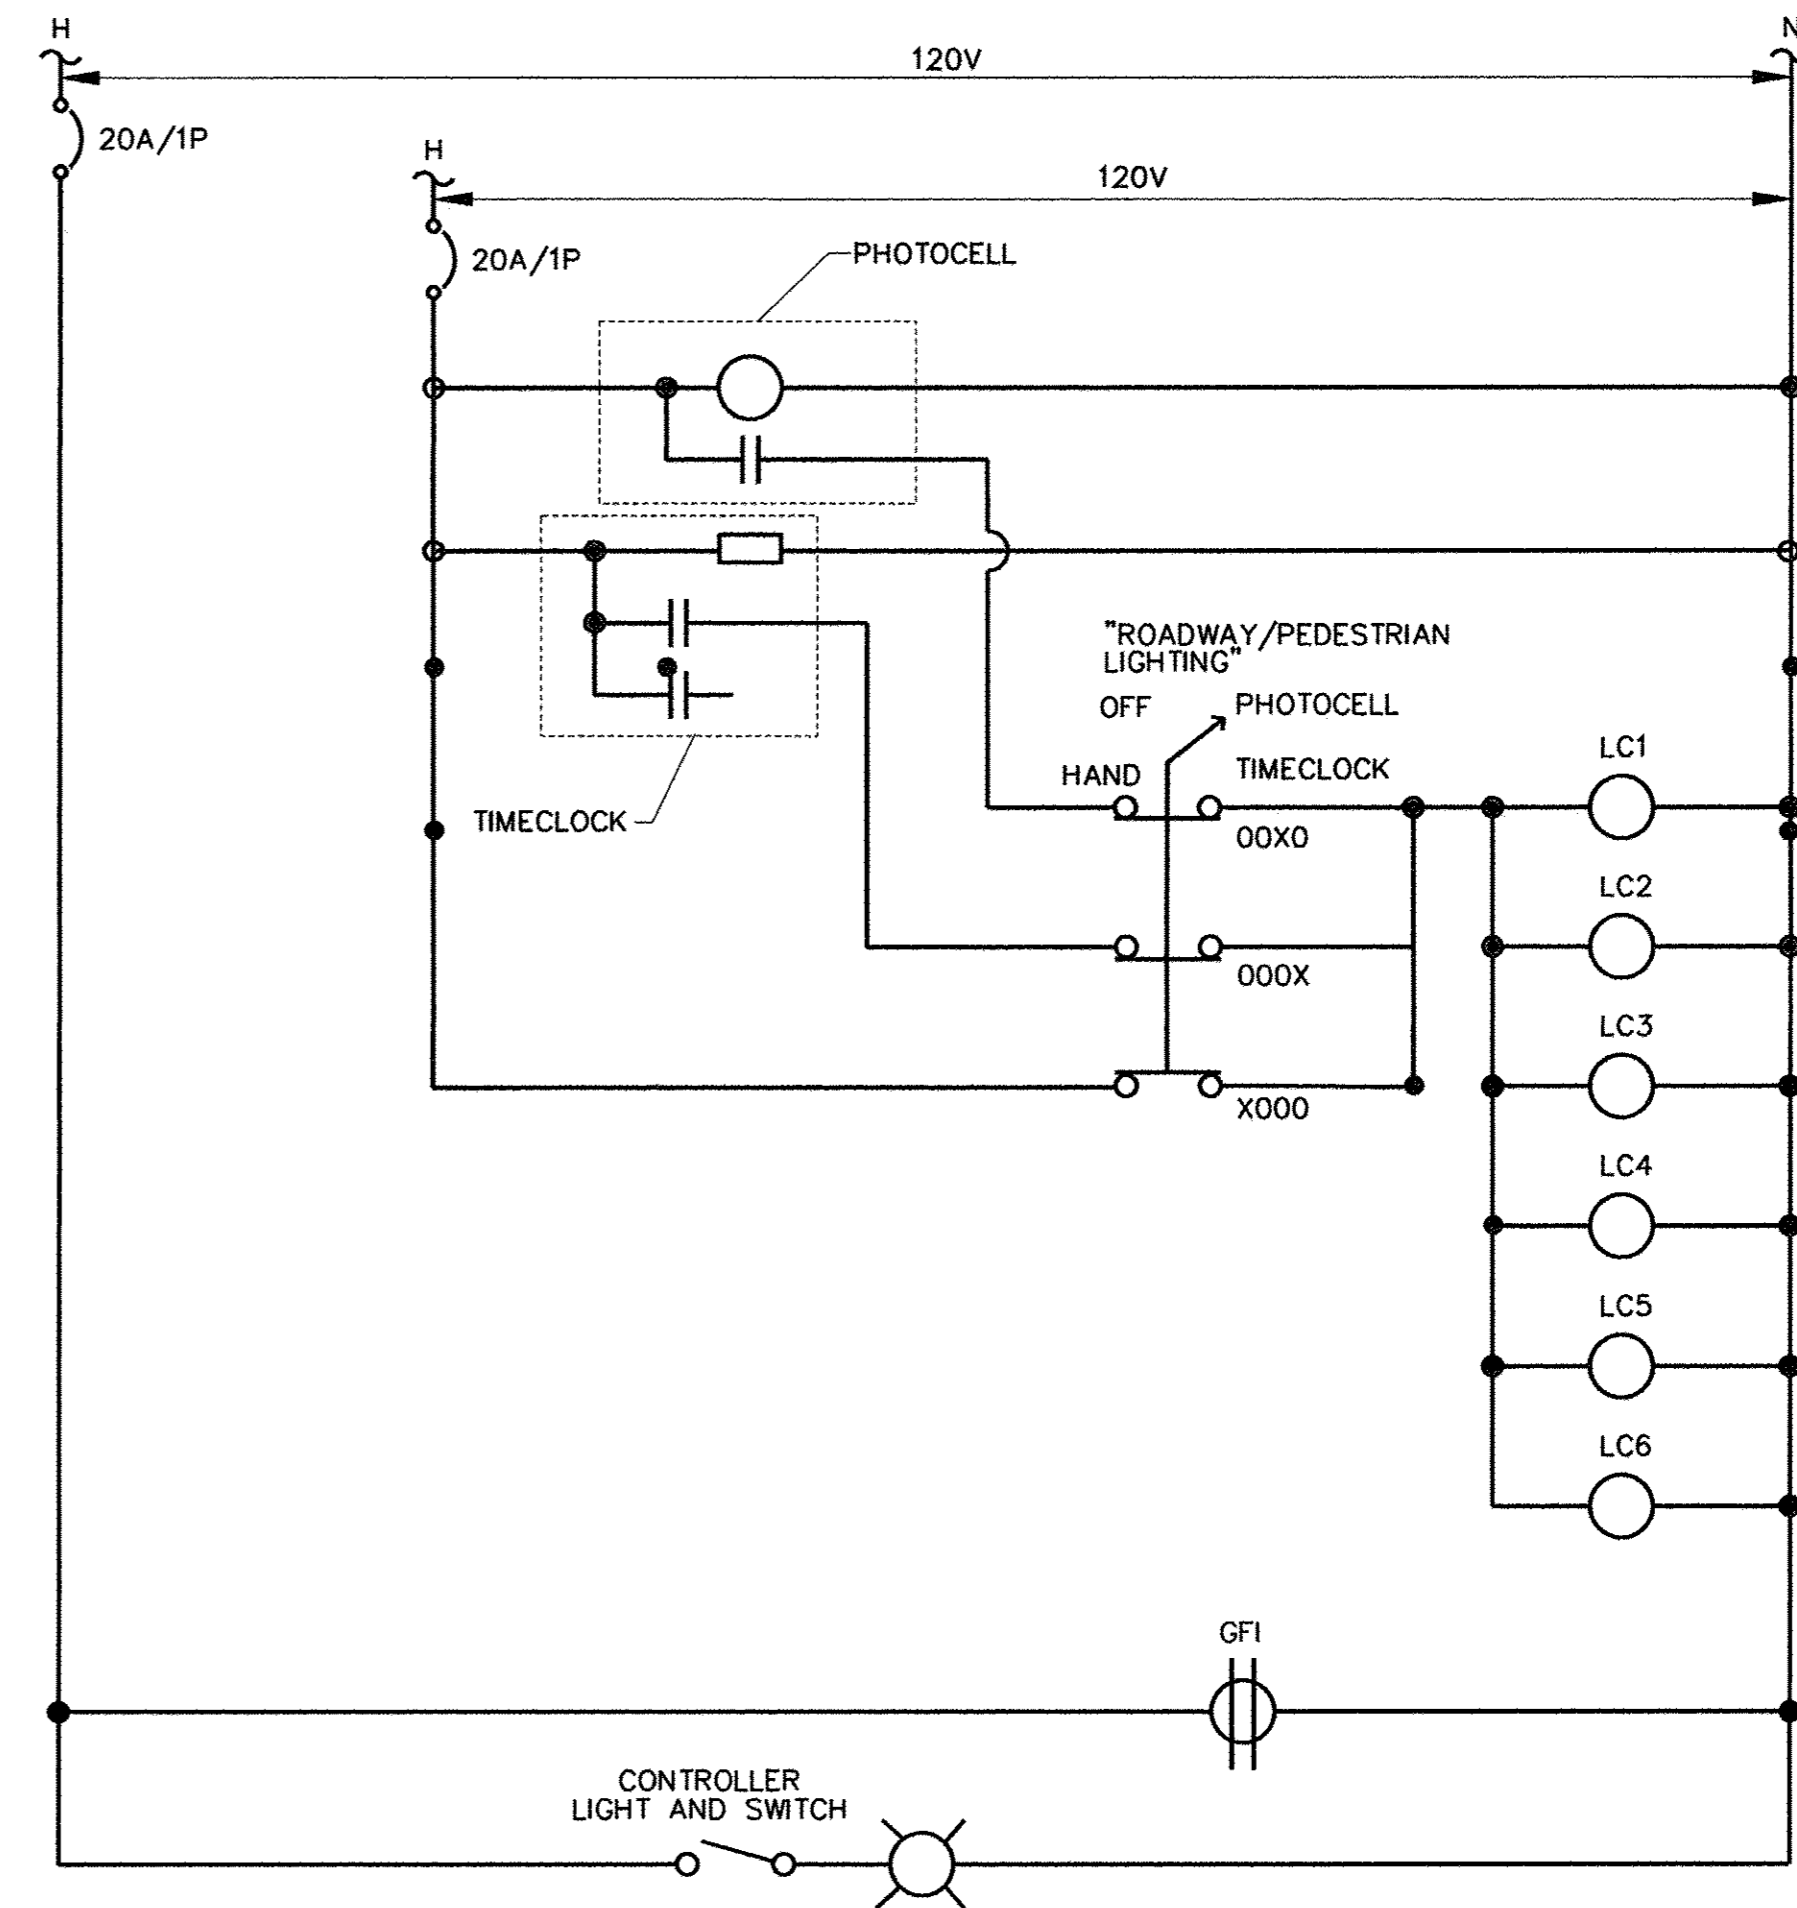 H
N
120V
20A/1P
H
120V
20A/1P
PHOTOCELL
"ROADWAY/PEDESTRIAN
LIGHTING"
OFF
PHOTOCELL
HAND
TIMECLOCK
LC1
TIMECLOCK
00X0
LC2
000X
LC3
X000
LC4
LC5
LC6
GFI
CONTROLLER
LIGHT AND SWITCH